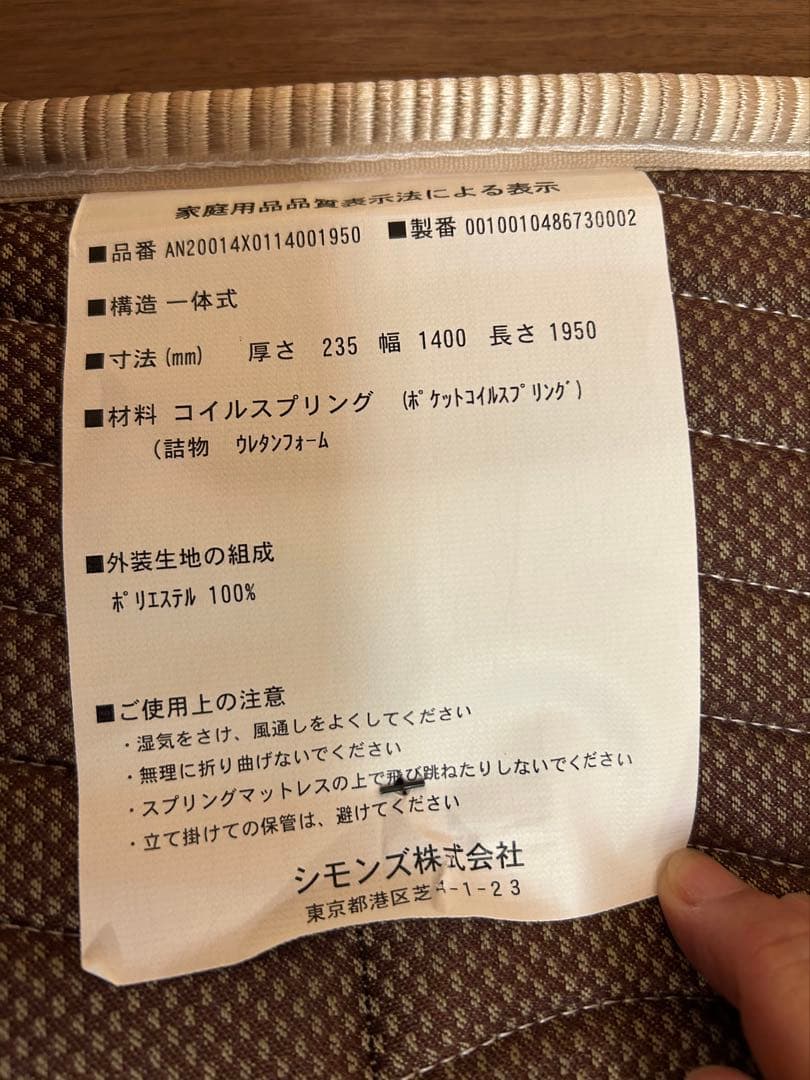 家庭用品品質表示法による表示
■品番 AN20014X0114001950 ■製番 0010010486730002
■構造 一体式
■寸法(mm) 厚さ 235 幅 1400 長さ 1950
■材料 コイルスプリング (ﾎﾟｹｯﾄｺｲﾙｽﾌﾟﾘﾝｸﾞ)
(詰物 ｳﾚﾀﾝﾌｫｰﾑ
■外装生地の組成
ﾎﾟﾘｴｽﾃﾙ 100%
■ご使用上の注意
・湿気をさけ、風通しをよくしてください
・無理に折り曲げないでください
・スプリングマットレスの上で飛び跳ねたりしないでください
・立て掛けての保管は、避けてください
シモンズ株式会社
東京都港区芝4-1-23